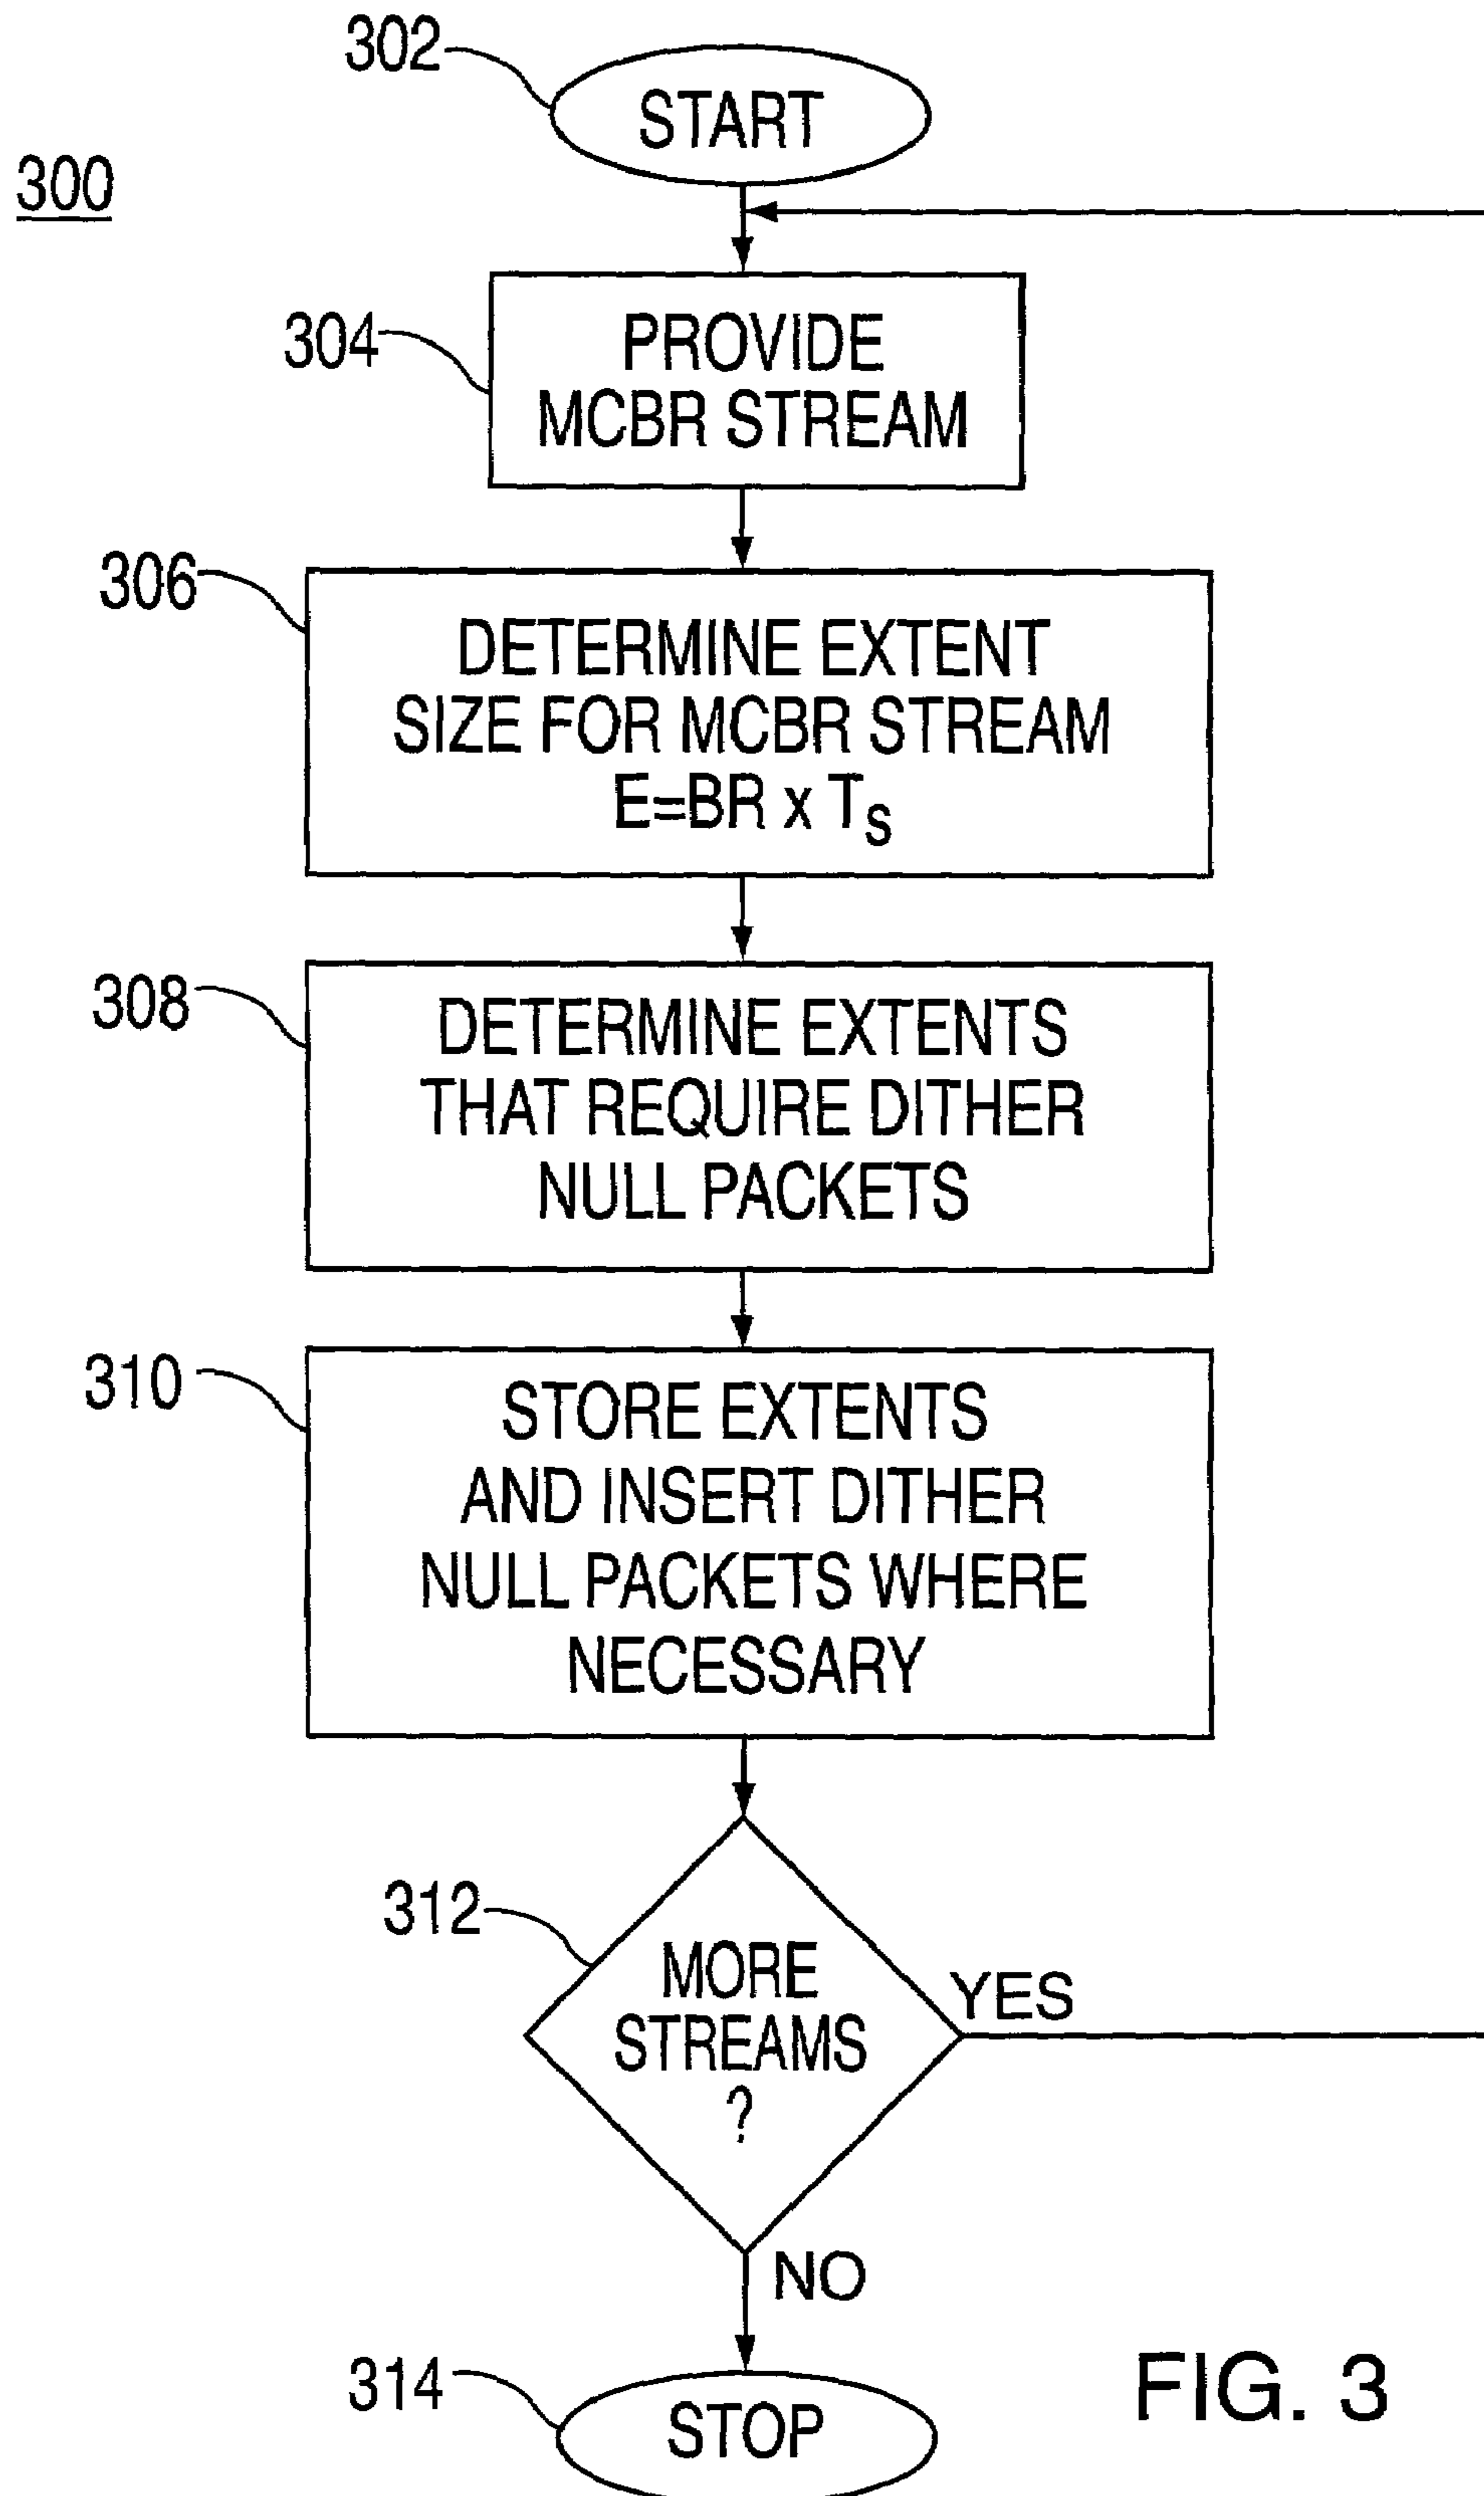 302
START
300
304
PROVIDE
MCBR STREAM
306
DETERMINE EXTENT
SIZE FOR MCBR STREAM
E=BR x TS
308
DETERMINE EXTENTS
THAT REQUIRE DITHER
NULL PACKETS
310
STORE EXTENTS
AND INSERT DITHER
NULL PACKETS WHERE
NECESSARY
312
MORE
STREAMS
?
YES
NO
314
STOP
FIG. 3